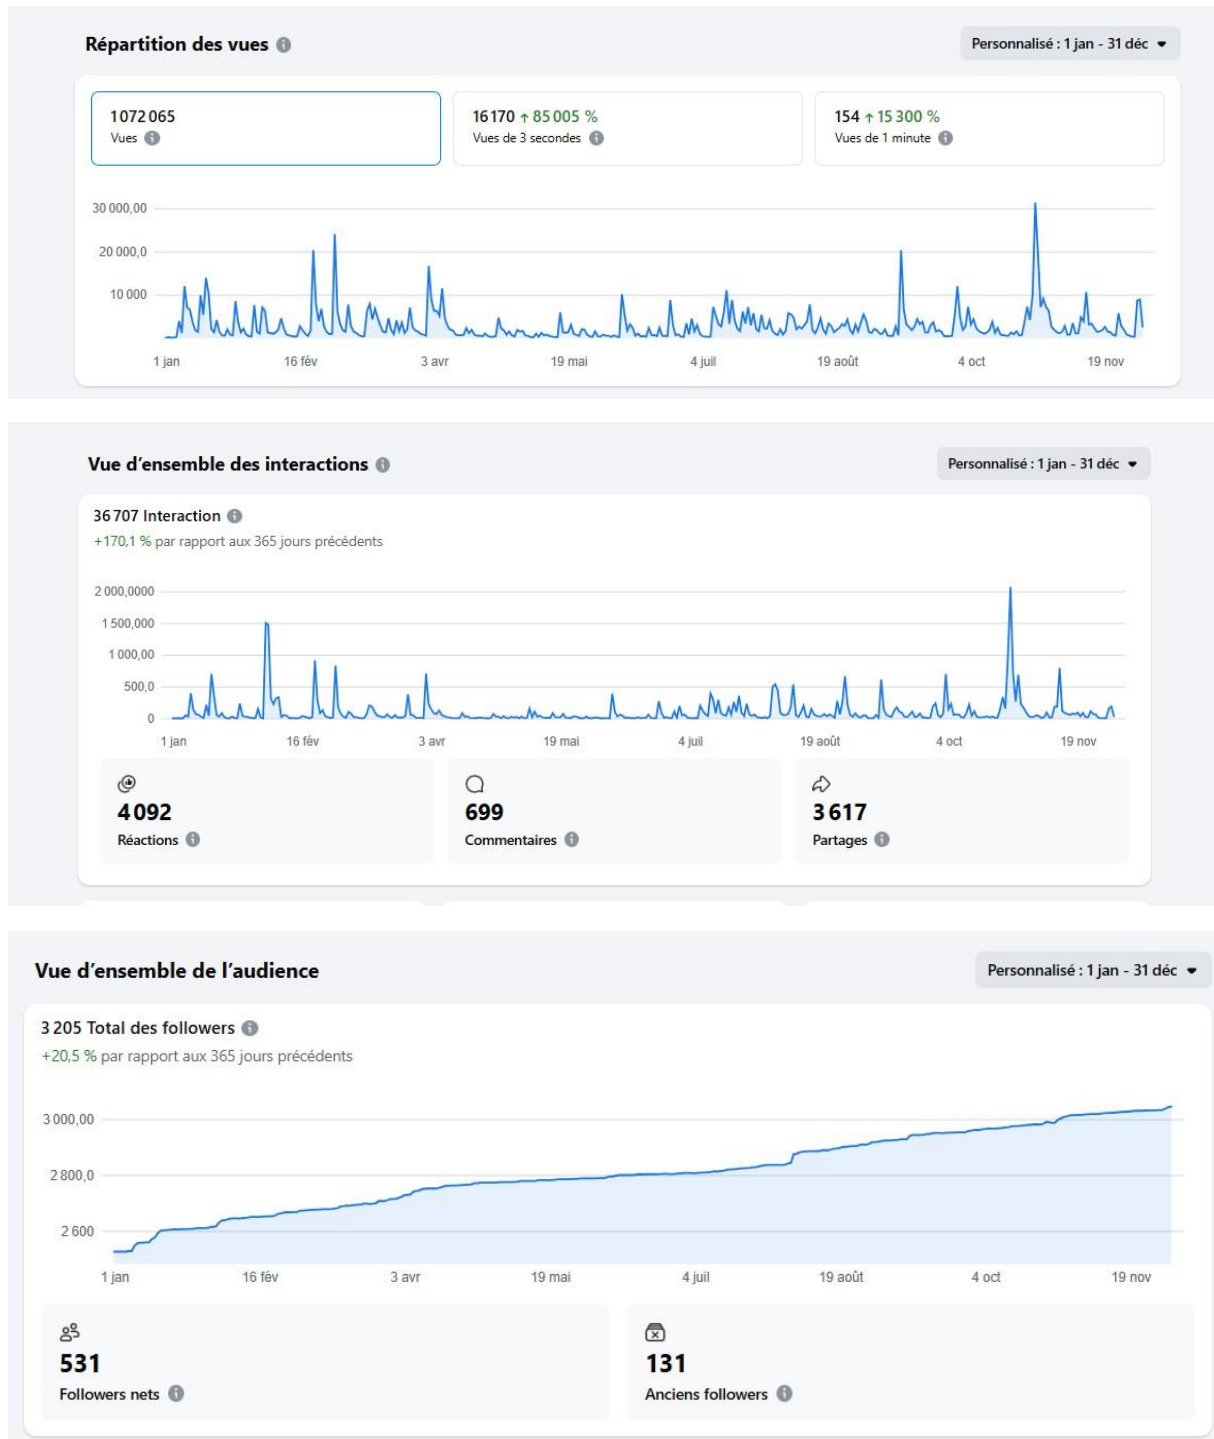 Répartition des vues
Personnalisé : 1 jan - 31 déc
1 072 065
Vues
16 170 ↑ 85 005 %
Vues de 3 secondes
154 ↑ 15 300 %
Vues de 1 minute
30 000,00
20 000,0
10 000
1 jan 16 fév 3 avr 19 mai 4 juil 19 août 4 oct 19 nov
Vue d’ensemble des interactions
Personnalisé : 1 jan - 31 déc
36 707 Interaction
+170,1 % par rapport aux 365 jours précédents
2 000,0000
1 500,000
1 000,00
500,0
0
1 jan 16 fév 3 avr 19 mai 4 juil 19 août 4 oct 19 nov
4 092
Réactions
699
Commentaires
3 617
Partages
Vue d’ensemble de l’audience
Personnalisé : 1 jan - 31 déc
3 205 Total des followers
+20,5 % par rapport aux 365 jours précédents
3 000,00
2 800,0
2 600
1 jan 16 fév 3 avr 19 mai 4 juil 19 août 4 oct 19 nov
531
Followers nets
131
Anciens followers